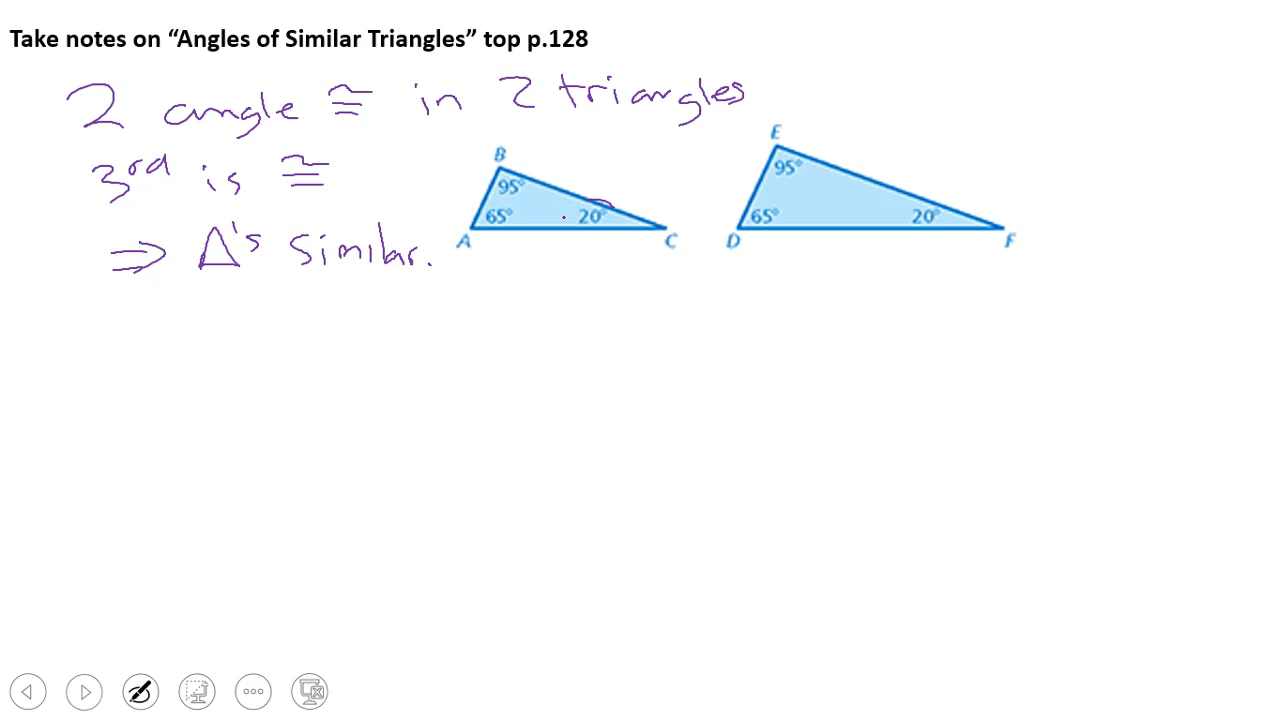 Take notes on “Angles of Similar Triangles” top p.128
2 angle ≅ in 2 triangles
3rd is ≅
⇒ Δ's similar.
B
95°
65°
20°
A
C
E
95°
65°
20°
D
F